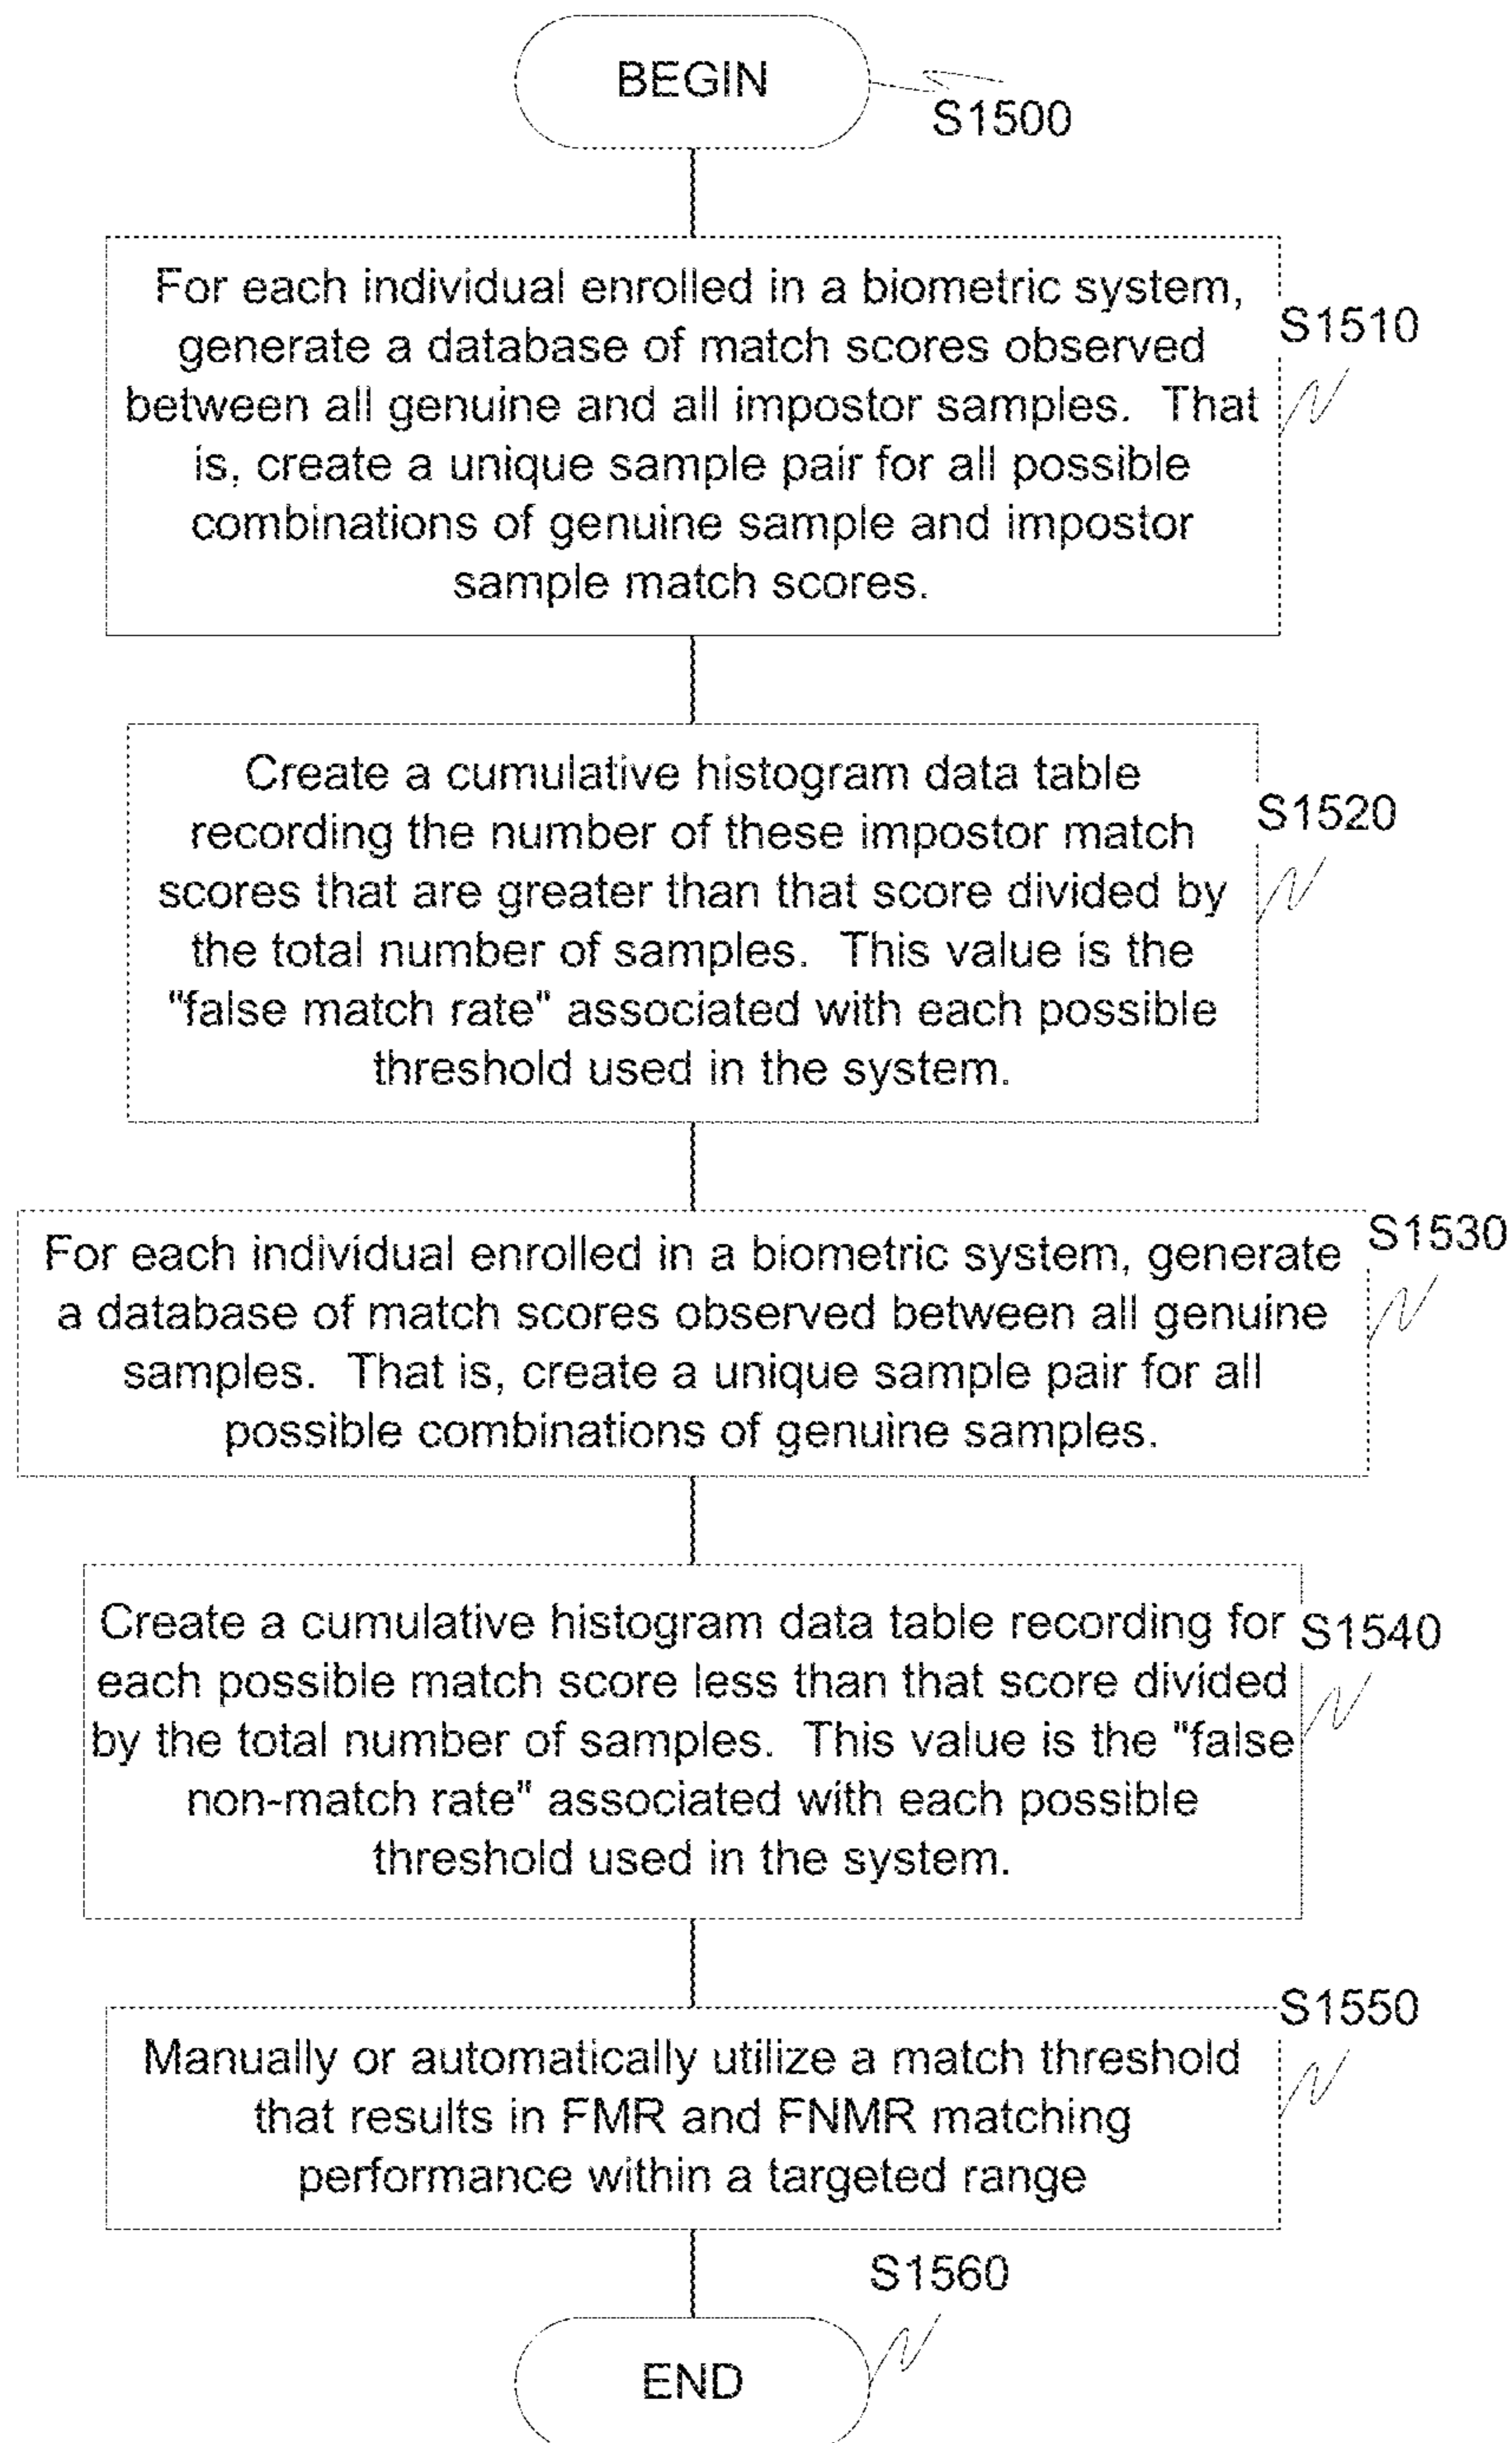 BEGIN
S1500
For each individual enrolled in a biometric system,
generate a database of match scores observed
between all genuine and all impostor samples.  That
is, create a unique sample pair for all possible
combinations of genuine sample and impostor
sample match scores.
S1510
Create a cumulative histogram data table
recording the number of these impostor match
scores that are greater than that score divided by
the total number of samples.  This value is the
"false match rate" associated with each possible
threshold used in the system.
S1520
For each individual enrolled in a biometric system, generate
a database of match scores observed between all genuine
samples.  That is, create a unique sample pair for all
possible combinations of genuine samples.
S1530
Create a cumulative histogram data table recording for
each possible match score less than that score divided
by the total number of samples.  This value is the "false
non-match rate" associated with each possible
threshold used in the system.
S1540
Manually or automatically utilize a match threshold
that results in FMR and FNMR matching
performance within a targeted range
S1550
END
S1560